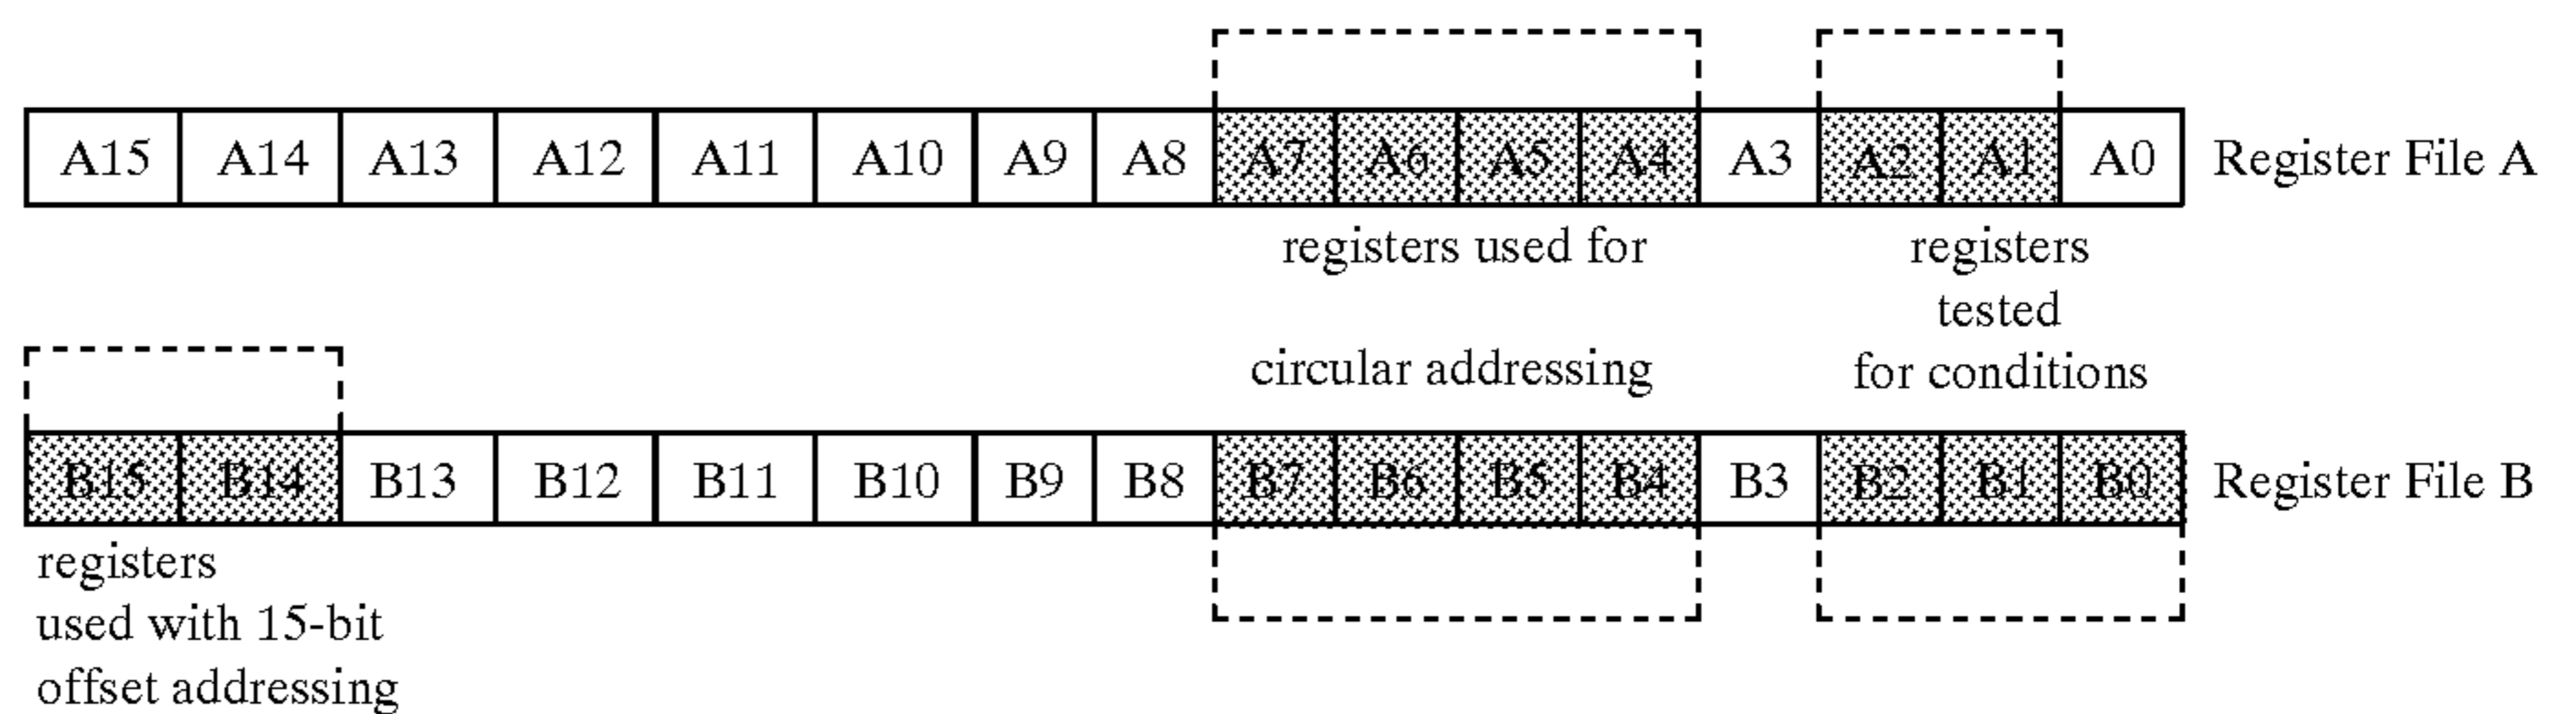 A15 A14 A13 A12 A11 A10 A9 A8 A7 A6 A5 A4 A3 A2 A1 A0 Register File A
registers used for
circular addressing
registers
tested
for conditions
B15 B14 B13 B12 B11 B10 B9 B8 B7 B6 B5 B4 B3 B2 B1 B0 Register File B
registers
used with 15-bit
offset addressing